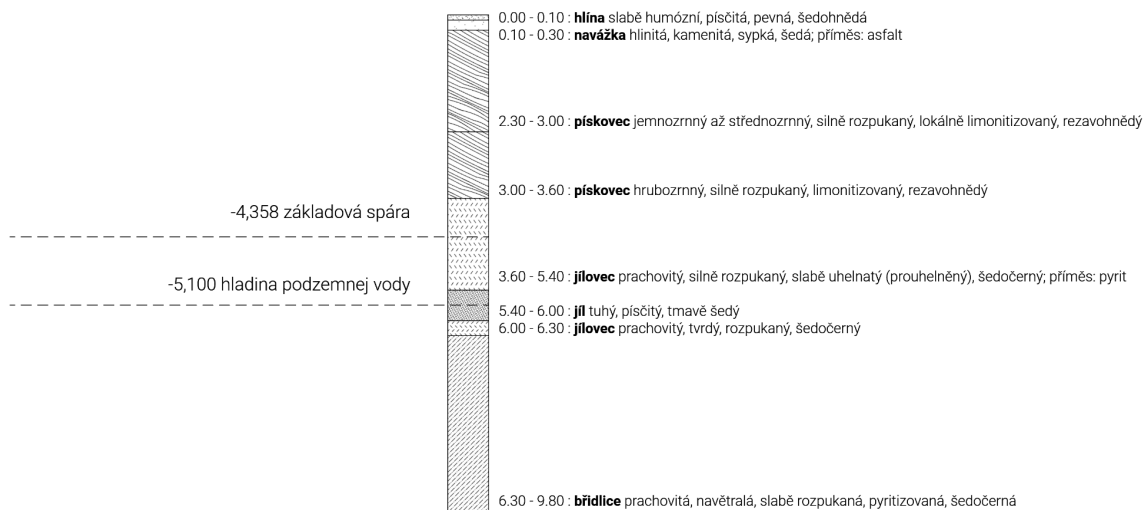 0.00 - 0.10 : hlína slabě humózní, písčitá, pevná, šedohnědá
0.10 - 0.30 : navážka hlinitá, kamenitá, sypká, šedá; příměs: asfalt
2.30 - 3.00 : pískovec jemnozrnný až střednozrnný, silně rozpukaný, lokálně limonitizovaný, rezavohnědý
3.00 - 3.60 : pískovec hrubozrnný, silně rozpukaný, limonitizovaný, rezavohnědý
-4,358 základová spára
3.60 - 5.40 : jílovec prachovitý, silně rozpukaný, slabě uhelnatý (prouhelněný), šedočerný; příměs: pyrit
-5,100 hladina podzemnej vody
5.40 - 6.00 : jíl tuhý, písčitý, tmavě šedý
6.00 - 6.30 : jílovec prachovitý, tvrdý, rozpukaný, šedočerný
6.30 - 9.80 : břidlice prachovitá, navětralá, slabě rozpukaná, pyritizovaná, šedočerná